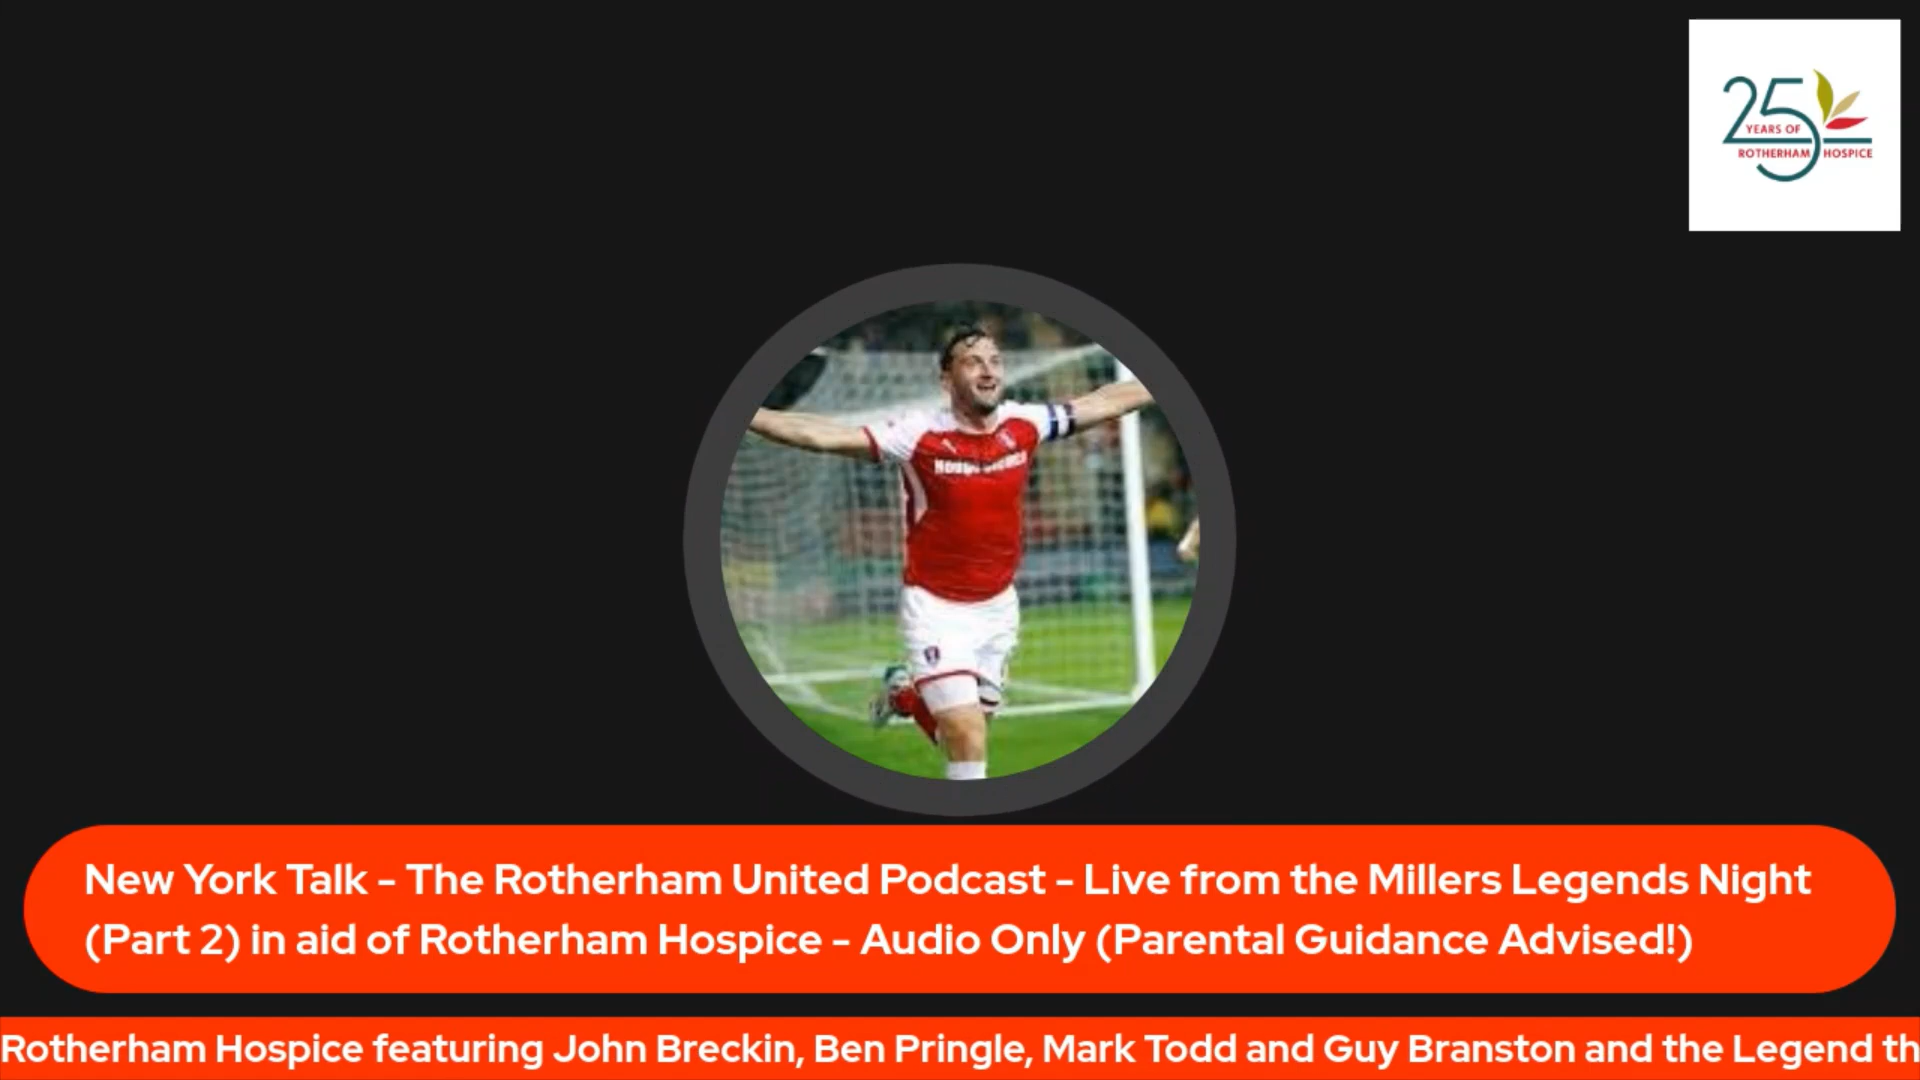 25
YEARS OF
ROTHERHAM HOSPICE
New York Talk - The Rotherham United Podcast - Live from the Millers Legends Night
(Part 2) in aid of Rotherham Hospice - Audio Only (Parental Guidance Advised!)
Rotherham Hospice featuring John Breckin, Ben Pringle, Mark Todd and Guy Branston and the Legend th